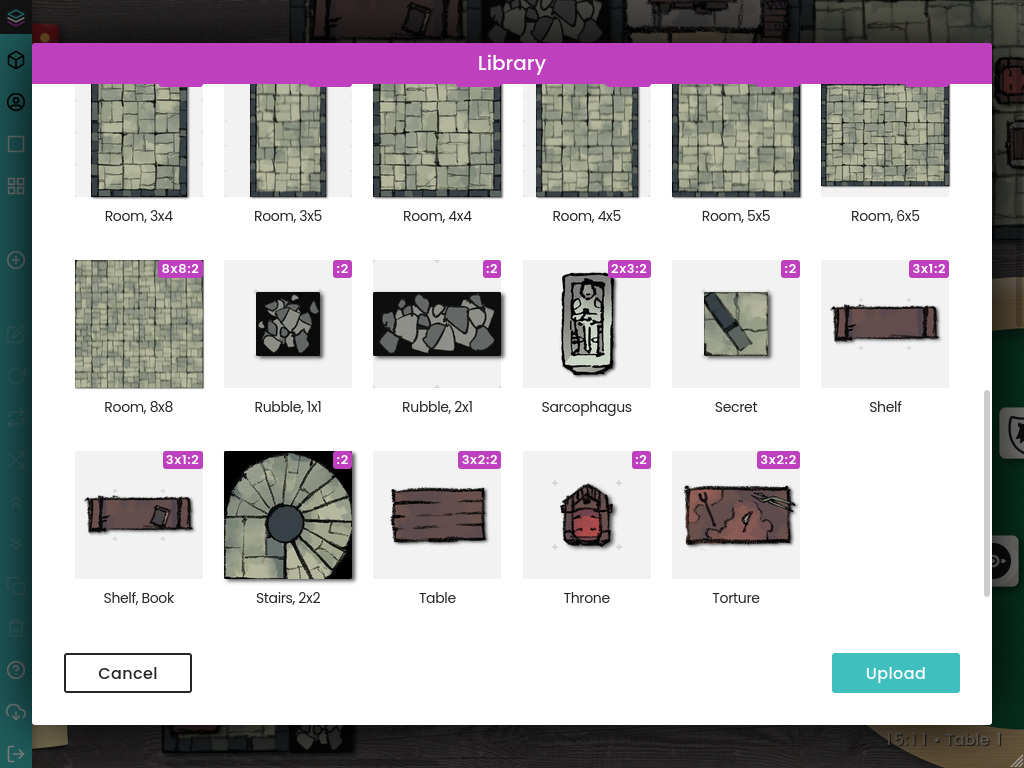 Library
Room, 3x4
Room, 3x5
Room, 4x4
Room, 4x5
Room, 5x5
Room, 6x5
8x8:2
:2
:2
2x3:2
:2
3x1:2
Room, 8x8
Rubble, 1x1
Rubble, 2x1
Sarcophagus
Secret
Shelf
3x1:2
:2
3x2:2
:2
3x2:2
Shelf, Book
Stairs, 2x2
Table
Throne
Torture
Cancel
Upload
15:11 • Table 1